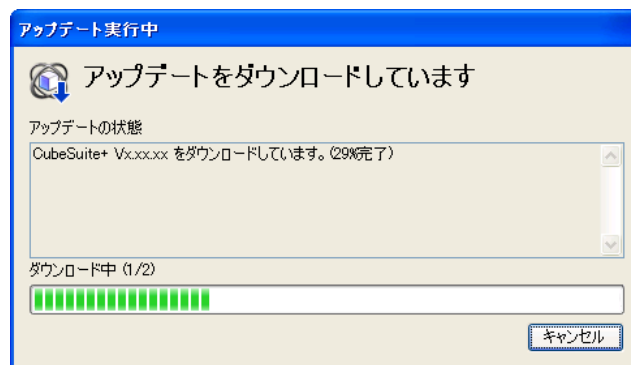 アップデート実行中
アップデートをダウンロードしています
アップデートの状態
CubeSuite+ Vx.xx.xx をダウンロードしています。(29%完了)
ダウンロード中 (1/2)
キャンセル